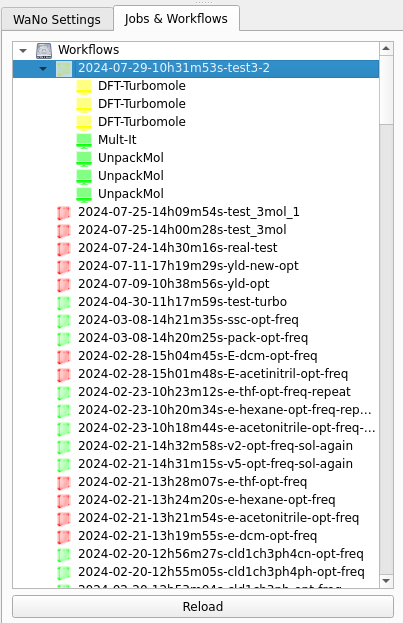 WaNo Settings
Jobs & Workflows
Workflows
2024-07-29-10h31m53s-test3-2
DFT-Turbomole
DFT-Turbomole
DFT-Turbomole
Mult-It
UnpackMol
UnpackMol
UnpackMol
2024-07-25-14h09m54s-test_3mol_1
2024-07-25-14h00m28s-test_3mol
2024-07-24-14h30m16s-real-test
2024-07-11-17h19m29s-yld-new-opt
2024-07-09-10h38m56s-yld-opt
2024-04-30-11h17m59s-test-turbo
2024-03-08-14h21m35s-ssc-opt-freq
2024-03-08-14h20m25s-pack-opt-freq
2024-02-28-15h04m45s-E-dcm-opt-freq
2024-02-28-15h01m48s-E-acetinitril-opt-freq
2024-02-23-10h23m12s-e-thf-opt-freq-repeat
2024-02-23-10h20m34s-e-hexane-opt-freq-rep...
2024-02-23-10h18m44s-e-acetonitrile-opt-freq-...
2024-02-21-14h32m58s-v2-opt-freq-sol-again
2024-02-21-14h31m15s-v5-opt-freq-sol-again
2024-02-21-13h28m07s-e-thf-opt-freq
2024-02-21-13h24m20s-e-hexane-opt-freq
2024-02-21-13h21m54s-e-acetonitrile-opt-freq
2024-02-21-13h19m55s-e-dcm-opt-freq
2024-02-20-12h56m27s-cld1ch3ph4cn-opt-freq
2024-02-20-12h55m05s-cld1ch3ph4ph-opt-freq
Reload